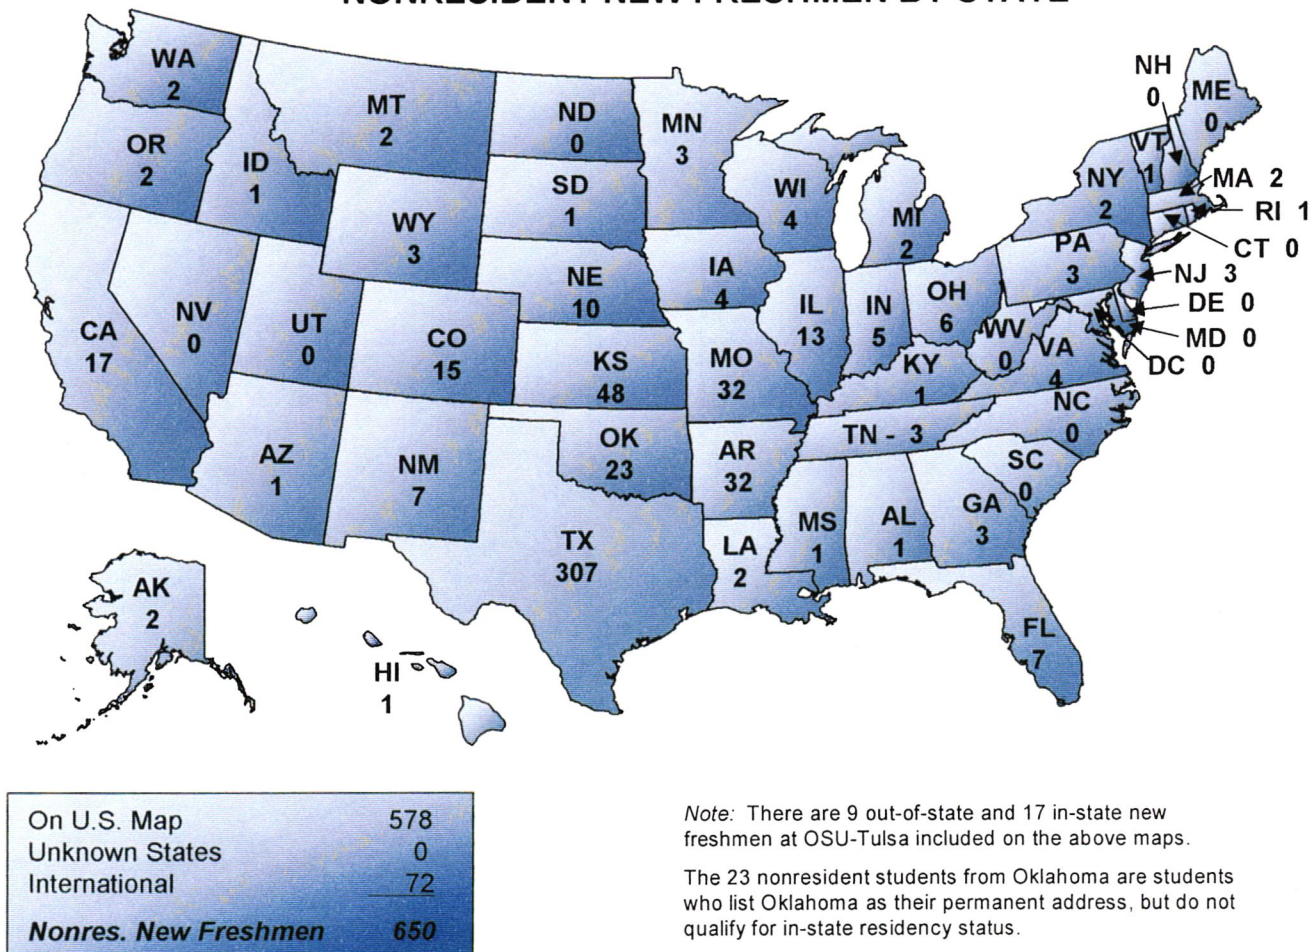 NONRESIDENT NEW FRESHMEN BY STATE
WA
2
OR
2
ID
1
MT
2
WY
3
ND
0
SD
1
NE
10
MN
3
WI
4
MI
2
IA
4
IL
13
IN
5
OH
6
NH
0
ME
0
VT
1
NY
2
MA 2
RI 1
CT 0
PA
3
NJ 3
DE 0
MD 0
DC 0
WV
0
VA
4
KY
1
NC
0
TN - 3
SC
0
GA
3
AL
1
MS
1
CA
17
NV
0
UT
0
CO
15
KS
48
MO
32
OK
23
AR
32
AZ
1
NM
7
TX
307
LA
2
FL
7
AK
2
HI
1
On U.S. Map 578
Unknown States 0
International 72
Nonres. New Freshmen 650
Note: There are 9 out-of-state and 17 in-state new
freshmen at OSU-Tulsa included on the above maps.
The 23 nonresident students from Oklahoma are students
who list Oklahoma as their permanent address, but do not
qualify for in-state residency status.